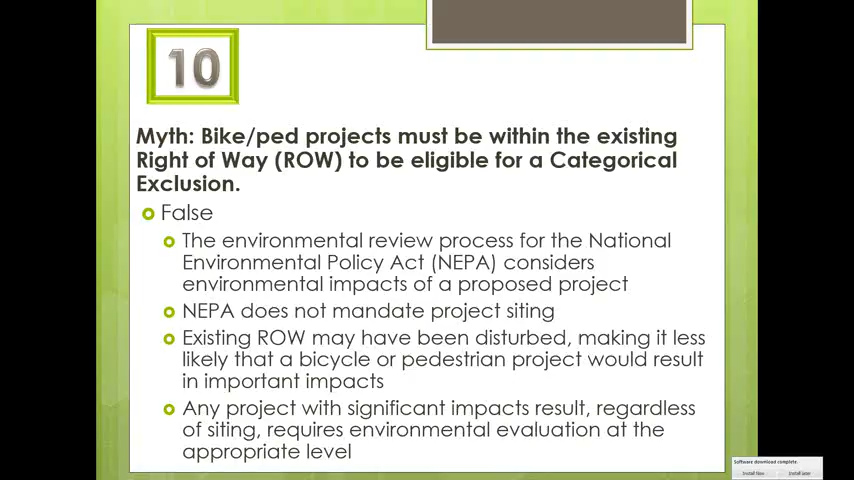 10
Myth: Bike/ped projects must be within the existing
Right of Way (ROW) to be eligible for a Categorical
Exclusion.
False
The environmental review process for the National
Environmental Policy Act (NEPA) considers
environmental impacts of a proposed project
NEPA does not mandate project siting
Existing ROW may have been disturbed, making it less
likely that a bicycle or pedestrian project would result
in important impacts
Any project with significant impacts result, regardless
of siting, requires environmental evaluation at the
appropriate level
Software download complete.
Install Now Install later